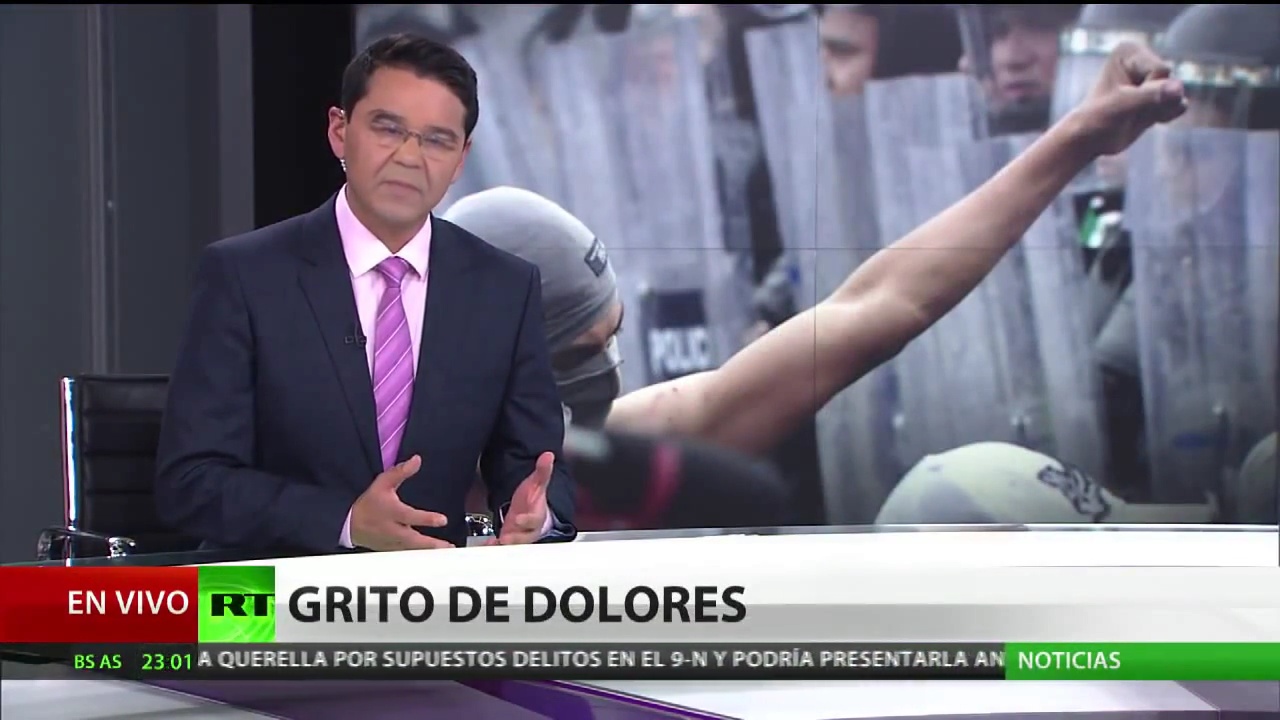 POLIC
EN VIVO RT GRITO DE DOLORES
BS AS 23:01 A QUERELLA POR SUPUESTOS DELITOS EN EL 9-N Y PODRÍA PRESENTARLA AN NOTICIAS